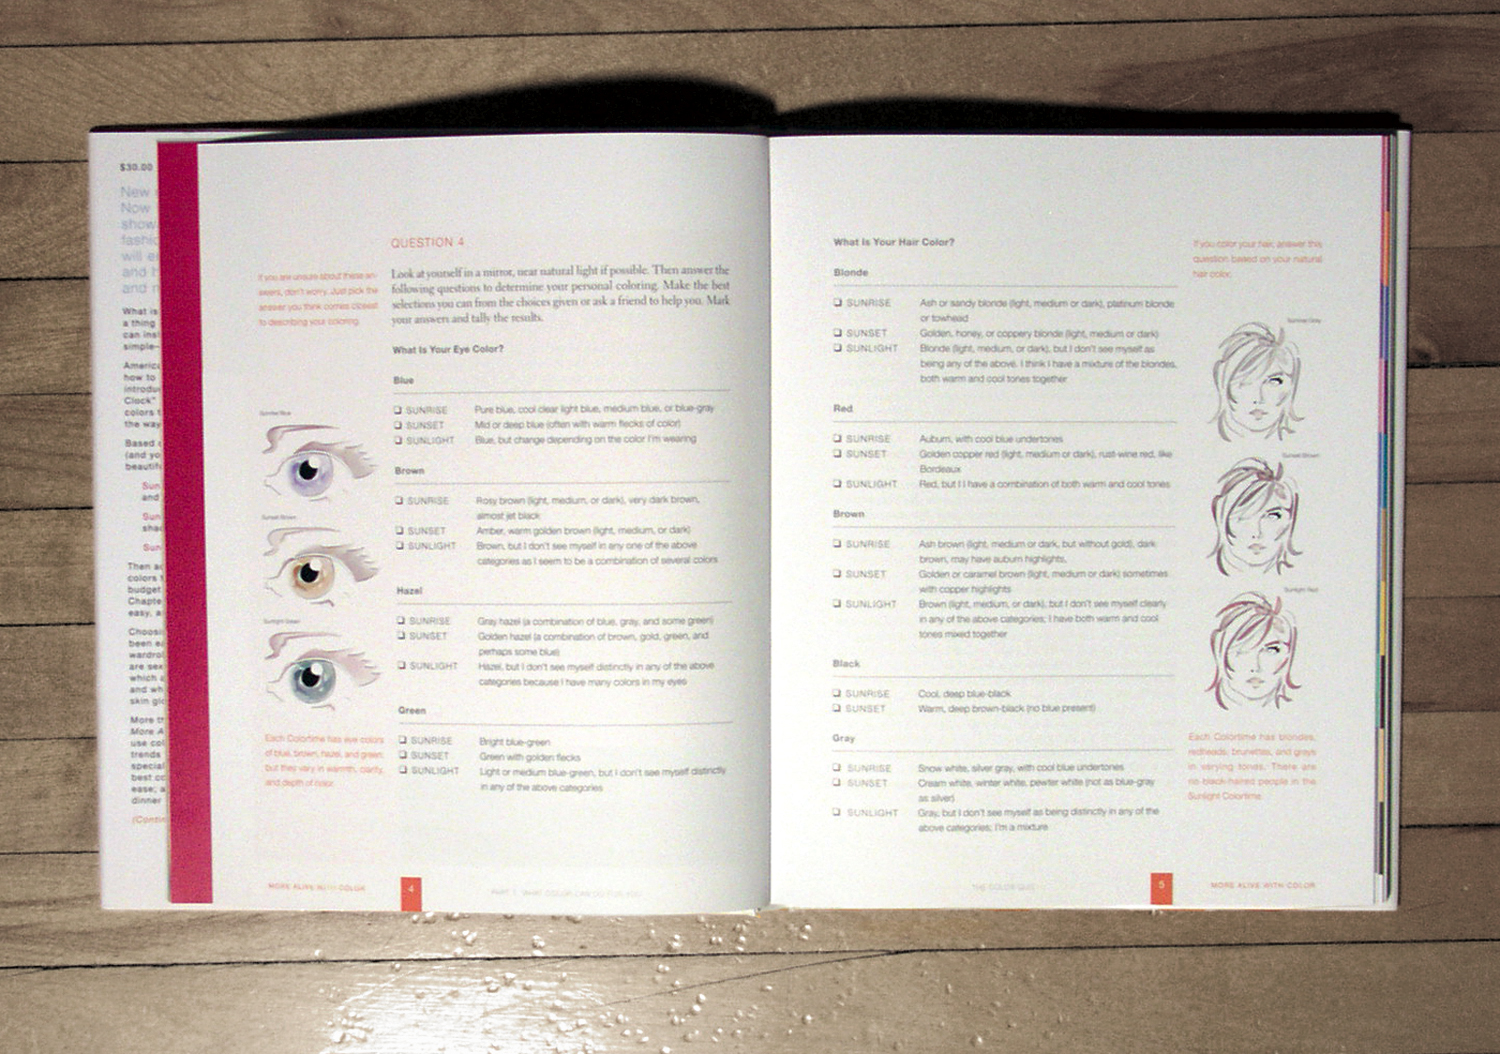 $30.00
New
Now
show
fashio
will e
and h
and n
What is
a thing
can ins
simple—
America
how to
introdu
Clock"
colors t
the way
Based o
(and yo
beautifu
Sun
and
Sun
sha
Sun
Then as
colors t
budget
Chapte
easy, a
Choosi
been ea
wardro
are sex
which a
and wh
skin glo
More th
More A
use col
trends
special
best co
ease; a
dinner
(Contin
QUESTION 4
If you are unsure about these an-
swers, don't worry. Just pick the
answer you think comes closest
to describing your coloring.
Look at yourself in a mirror, near natural light if possible. Then answer the
following questions to determine your personal coloring. Make the best
selections you can from the choices given or ask a friend to help you. Mark
your answers and tally the results.
What Is Your Eye Color?
Blue
SUNRISE Pure blue, cool clear light blue, medium blue, or blue-gray
SUNSET Mid or deep blue (often with warm flecks of color)
SUNLIGHT Blue, but change depending on the color I'm wearing
Brown
SUNRISE Rosy brown (light, medium, or dark), very dark brown,
almost jet black
SUNSET Amber, warm golden brown (light, medium, or dark)
SUNLIGHT Brown, but I don't see myself in any one of the above
categories as I seem to be a combination of several colors
Hazel
SUNRISE Gray hazel (a combination of blue, gray, and some green)
SUNSET Golden hazel (a combination of brown, gold, green, and
perhaps some blue)
SUNLIGHT Hazel, but I don't see myself distinctly in any of the above
categories because I have many colors in my eyes
Green
SUNRISE Bright blue-green
SUNSET Green with golden flecks
SUNLIGHT Light or medium blue-green, but I don't see myself distinctly
in any of the above categories
Sunrise Blue
Sunset Brown
Sunlight Green
Each Colortime has eye colors
of blue, brown, hazel, and green,
but they vary in warmth, clarity,
and depth of color.
MORE ALIVE WITH COLOR
4
PART 1: WHAT COLOR CAN DO FOR YOU
What Is Your Hair Color?
Blonde
SUNRISE Ash or sandy blonde (light, medium or dark), platinum blonde
or towhead
SUNSET Golden, honey, or coppery blonde (light, medium or dark)
SUNLIGHT Blonde (light, medium, or dark), but I don't see myself as
being any of the above. I think I have a mixture of the blondes,
both warm and cool tones together
Red
SUNRISE Auburn, with cool blue undertones
SUNSET Golden copper red (light, medium or dark), rust-wine red, like
Bordeaux
SUNLIGHT Red, but I I have a combination of both warm and cool tones
Brown
SUNRISE Ash brown (light, medium or dark, but without gold), dark
brown, may have auburn highlights,
SUNSET Golden or caramel brown (light, medium or dark) sometimes
with copper highlights
SUNLIGHT Brown (light, medium, or dark), but I don't see myself clearly
in any of the above categories; I have both warm and cool
tones mixed together
Black
SUNRISE Cool, deep blue-black
SUNSET Warm, deep brown-black (no blue present)
Gray
SUNRISE Snow white, silver gray, with cool blue undertones
SUNSET Cream white, winter white, pewter white (not as blue-gray
as silver)
SUNLIGHT Gray, but I don't see myself as being distinctly in any of the
above categories; I'm a mixture
If you color your hair, answer this
question based on your natural
hair color.
Sunrise Gray
Sunset Brown
Sunlight Red
Each Colortime has blondes,
redheads, brunettes, and grays
in varying tones. There are
no black-haired people in the
Sunlight Colortime.
THE COLOR QUIZ
5
MORE ALIVE WITH COLOR